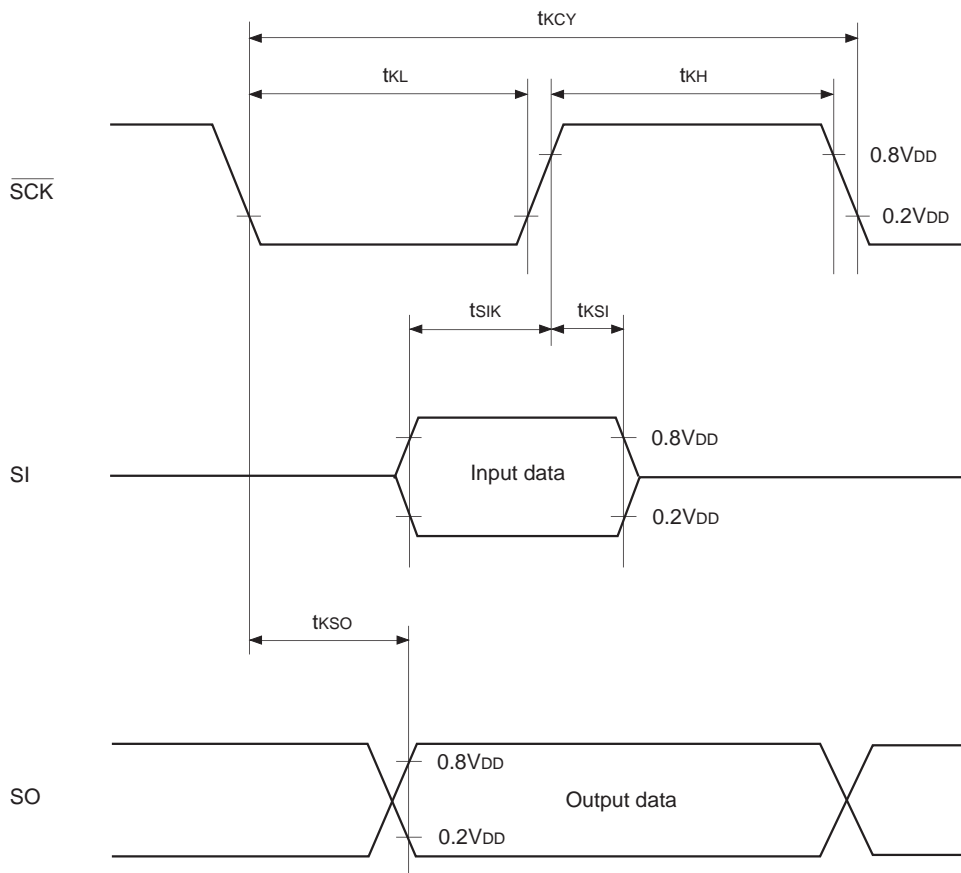 tKCY
tKL
tKH
0.8VDD
SCK
0.2VDD
tSIK
tKSI
0.8VDD
SI
Input data
0.2VDD
tKSO
0.8VDD
SO
Output data
0.2VDD